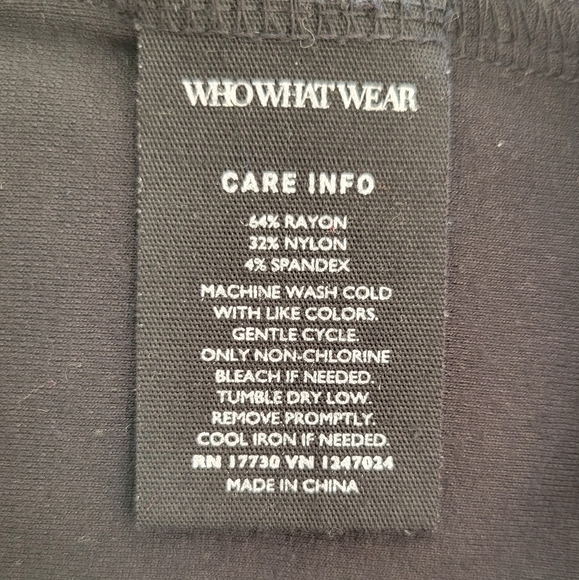 WHO WHAT WEAR
CARE INFO
64% RAYON
32% NYLON
4% SPANDEX
MACHINE WASH COLD
WITH LIKE COLORS.
GENTLE CYCLE.
ONLY NON-CHLORINE
BLEACH IF NEEDED.
TUMBLE DRY LOW.
REMOVE PROMPTLY.
COOL IRON IF NEEDED.
RN 17730 VN 1247024
MADE IN CHINA